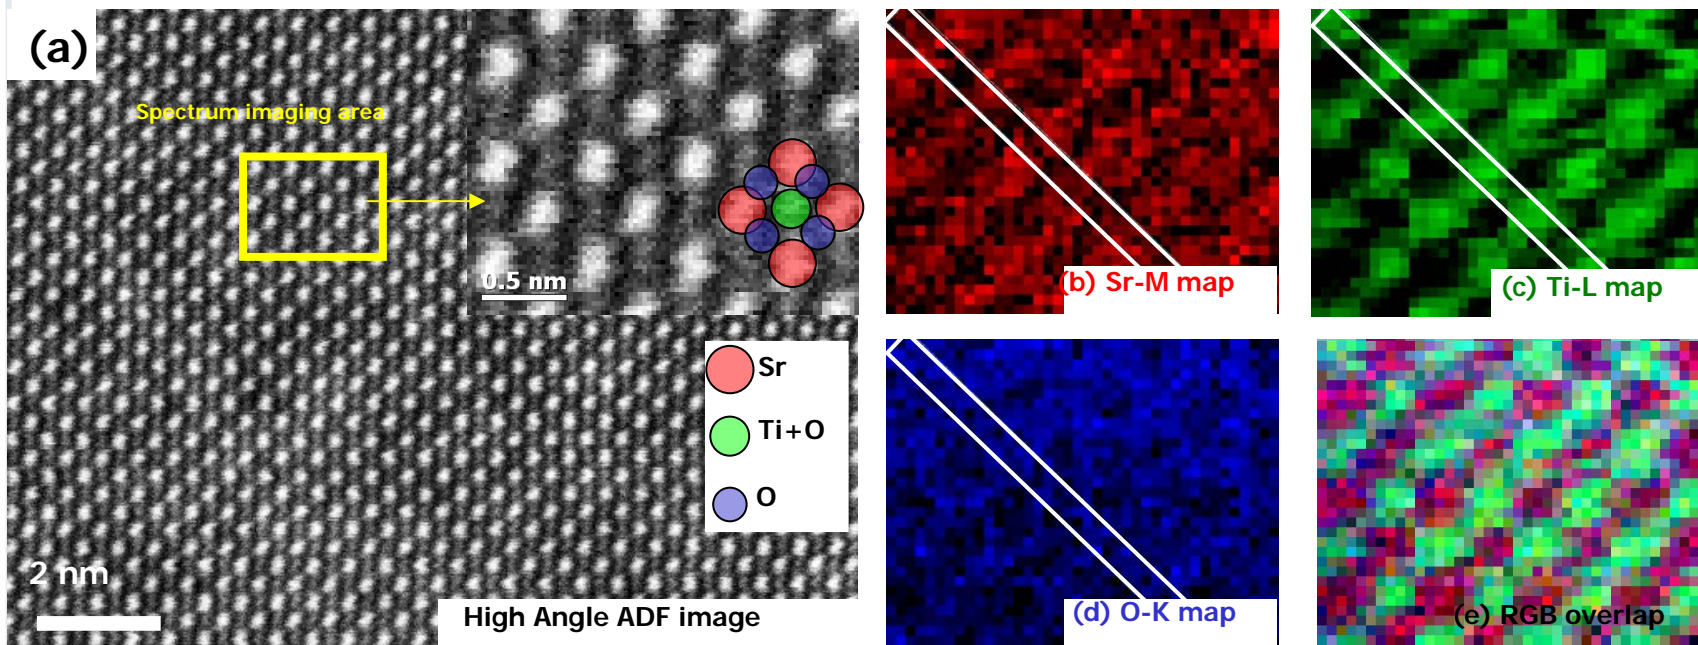 (a)
Spectrum imaging area
0.5 nm
Sr
Ti+O
O
2 nm
High Angle ADF image
(b) Sr-M map
(c) Ti-L map
(d) O-K map
(e) RGB overlap